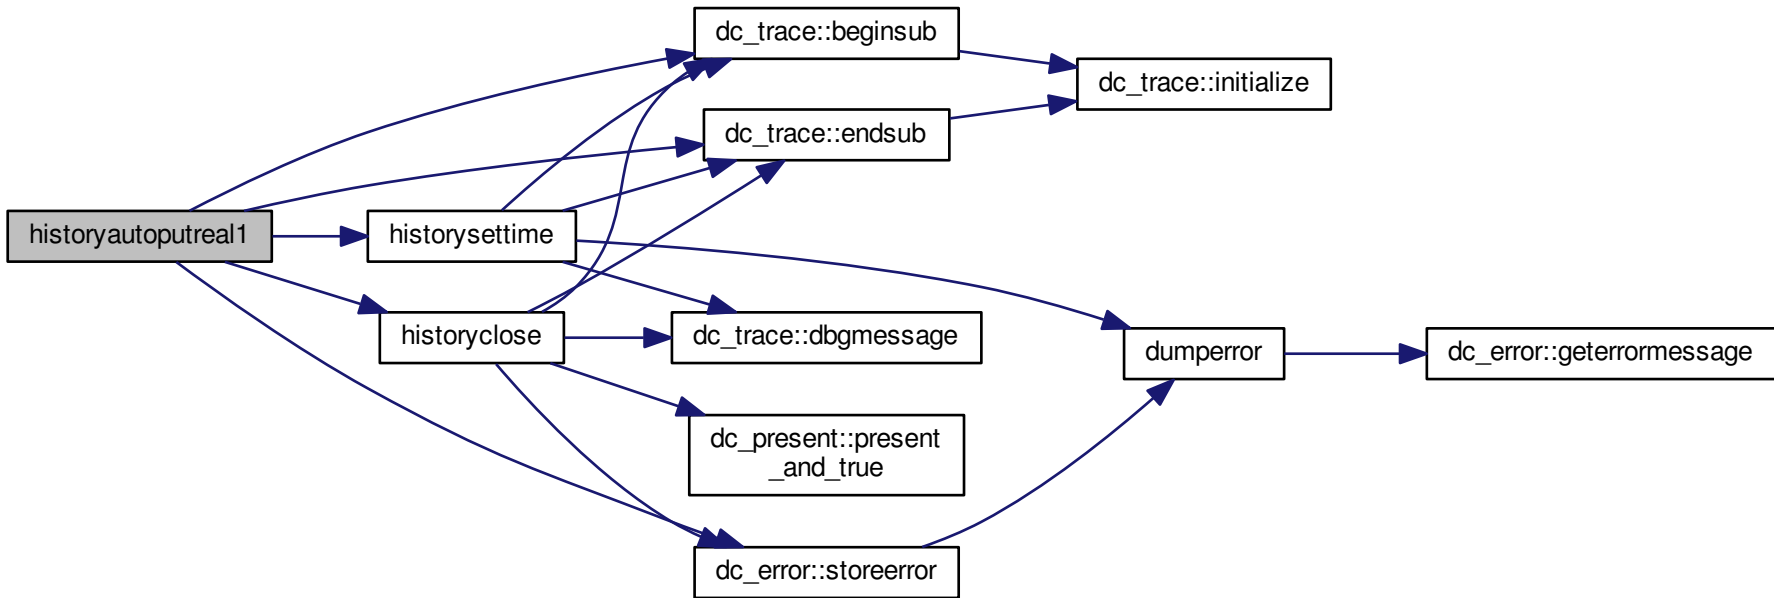 dc_trace::beginsub
dc_trace::initialize
dc_trace::endsub
historyautoputreal1
historysettime
historyclose
dc_trace::dbgmessage
dumperror
dc_error::geterrormessage
dc_present::present
_and_true
dc_error::storeerror